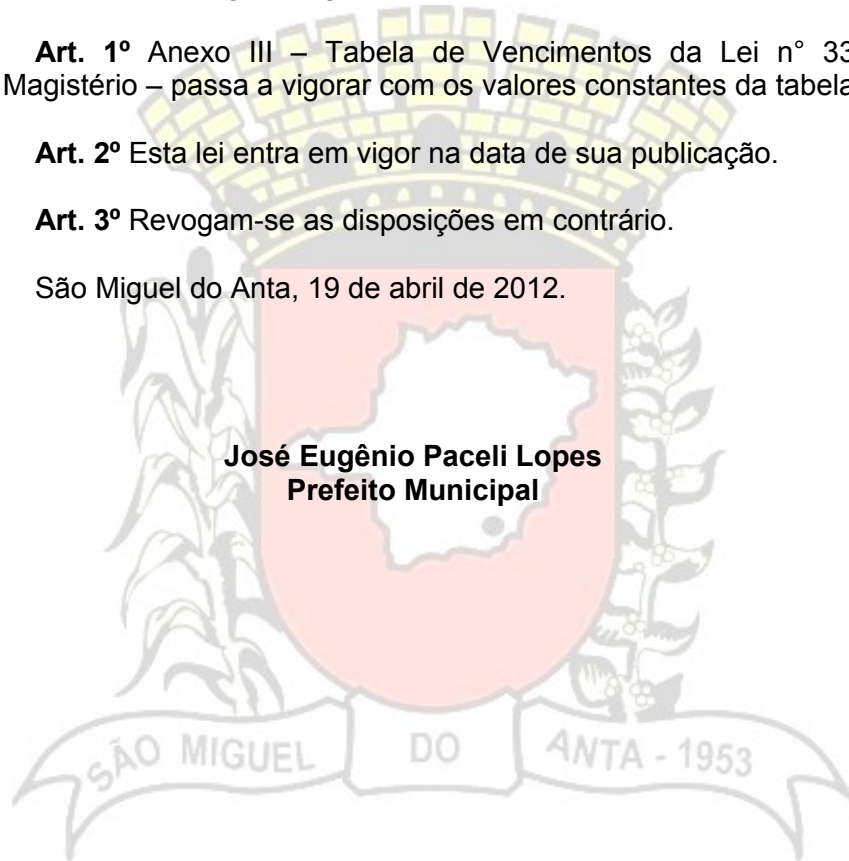 Art. 1º Anexo III – Tabela de Vencimentos da Lei n° 33
Magistério – passa a vigorar com os valores constantes da tabela
Art. 2º Esta lei entra em vigor na data de sua publicação.
Art. 3º Revogam-se as disposições em contrário.
São Miguel do Anta, 19 de abril de 2012.
José Eugênio Paceli Lopes
Prefeito Municipal
SÃO MIGUEL DO ANTA - 1953